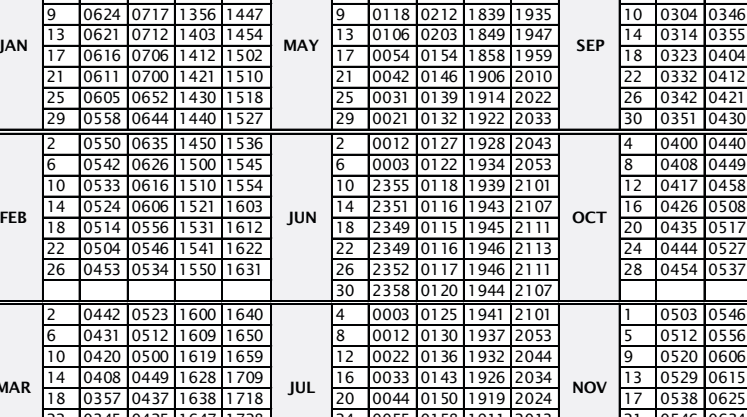 9 0624 0717 1356 1447 9 0118 0212 1839 1935 10 0304 0346
JAN 13 0621 0712 1403 1454 MAY 13 0106 0203 1849 1947 SEP 14 0314 0355
17 0616 0706 1412 1502 17 0054 0154 1858 1959 18 0323 0404
21 0611 0700 1421 1510 21 0042 0146 1906 2010 22 0332 0412
25 0605 0652 1430 1518 25 0031 0139 1914 2022 26 0342 0421
29 0558 0644 1440 1527 29 0021 0132 1922 2033 30 0351 0430
2 0550 0635 1450 1536 2 0012 0127 1928 2043 4 0400 0440
6 0542 0626 1500 1545 6 0003 0122 1934 2053 8 0408 0449
10 0533 0616 1510 1554 10 2355 0118 1939 2101 12 0417 0458
FEB 14 0524 0606 1521 1603 JUN 14 2351 0116 1943 2107 OCT 16 0426 0508
18 0514 0556 1531 1612 18 2349 0115 1945 2111 20 0435 0517
22 0504 0546 1541 1622 22 2349 0116 1946 2113 24 0444 0527
26 0453 0534 1550 1631 26 2352 0117 1946 2111 28 0454 0537
30 2358 0120 1944 2107
2 0442 0523 1600 1640 4 0003 0125 1941 2101 1 0503 0546
6 0431 0512 1609 1650 8 0012 0130 1937 2053 5 0512 0556
10 0420 0500 1619 1659 12 0022 0136 1932 2044 9 0520 0606
MAR 14 0408 0449 1628 1709 JUL 16 0033 0143 1926 2034 NOV 13 0529 0615
18 0357 0437 1638 1718 20 0044 0150 1919 2024 17 0538 0625